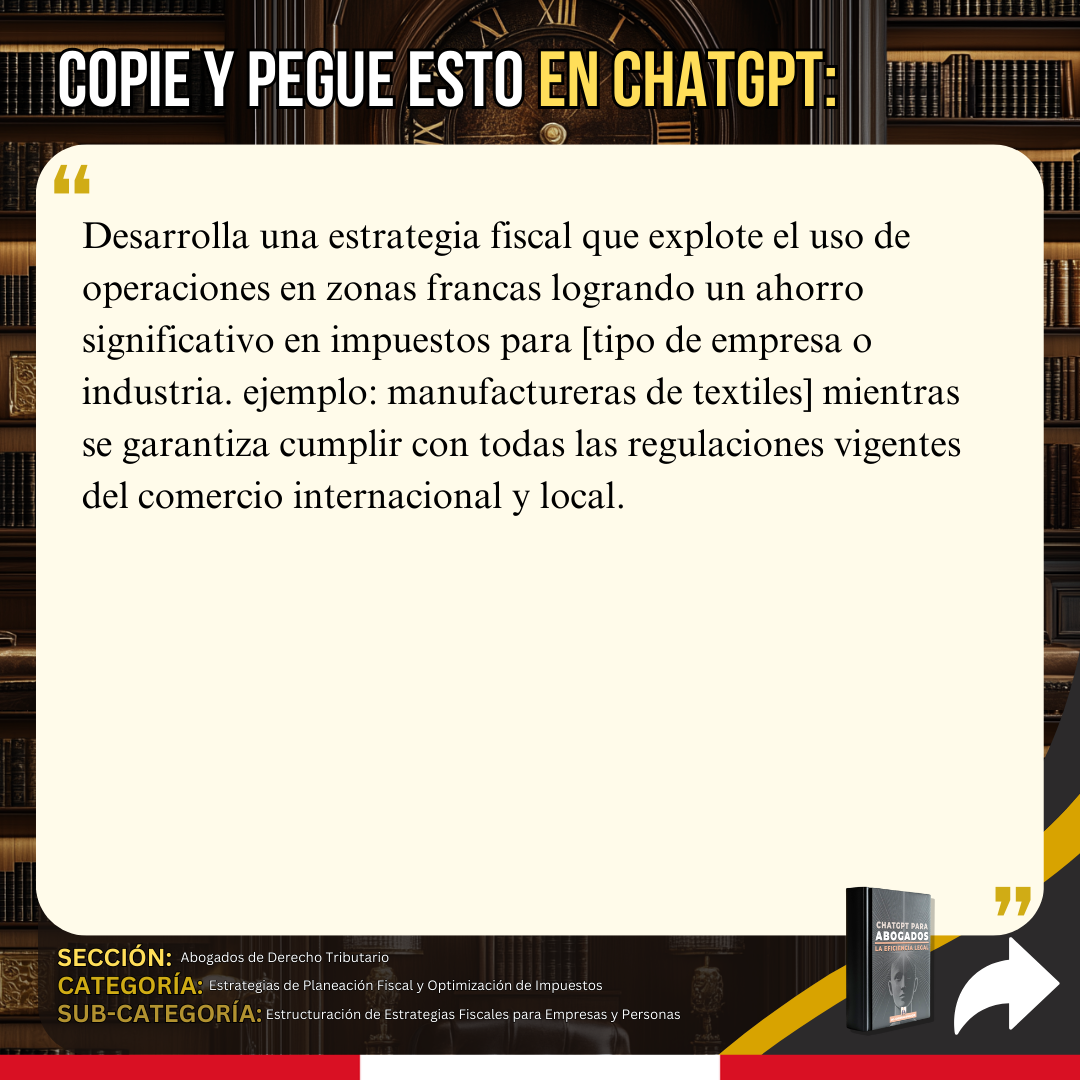 COPIE Y PEGUE ESTO EN CHATGPT:
“
Desarrolla una estrategia fiscal que explote el uso de
operaciones en zonas francas logrando un ahorro
significativo en impuestos para [tipo de empresa o
industria. ejemplo: manufactureras de textiles] mientras
se garantiza cumplir con todas las regulaciones vigentes
del comercio internacional y local.
”
CHATGPT PARA
ABOGADOS
LA EFICIENCIA LEGAL
SECCIÓN: Abogados de Derecho Tributario
CATEGORÍA: Estrategias de Planeación Fiscal y Optimización de Impuestos
SUB-CATEGORÍA: Estructuración de Estrategias Fiscales para Empresas y Personas